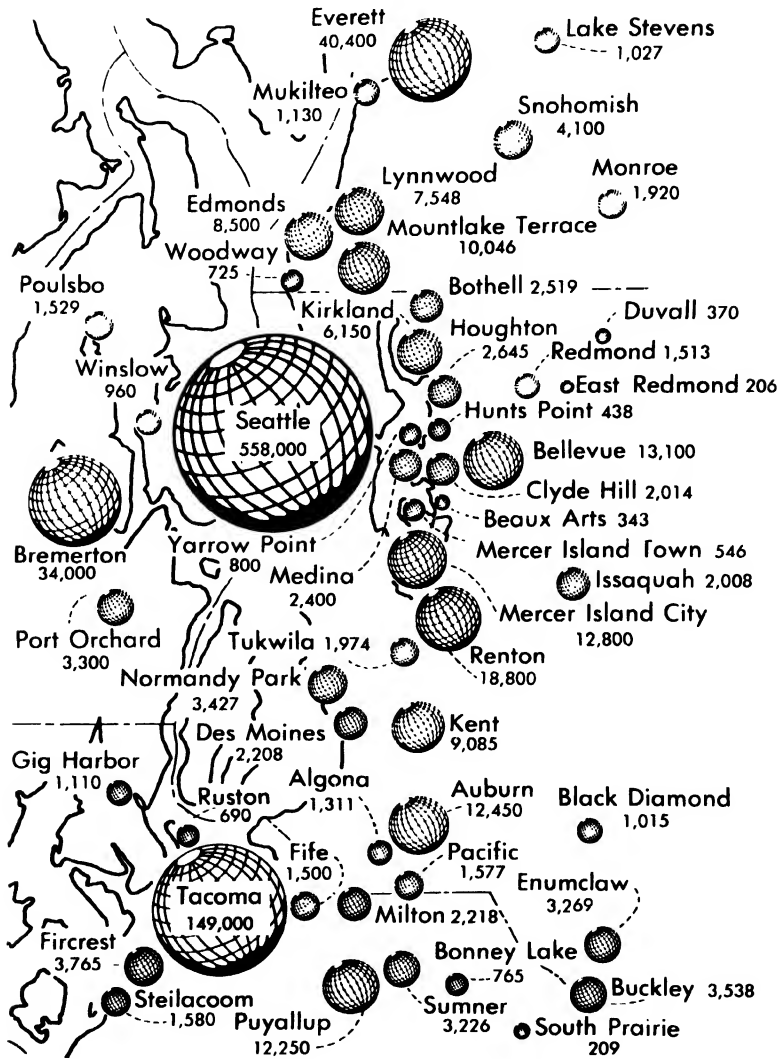 Everett
40,400
Lake Stevens
1,027
Mukilteo
1,130
Snohomish
4,100
Lynnwood
7,548
Monroe
1,920
Edmonds
8,500
Mountlake Terrace
10,046
Woodway
725
Poulsbo
1,529
Bothell 2,519
Kirkland
6,150
Duvall 370
Houghton
2,645
Redmond 1,513
Winslow
960
East Redmond 206
Hunts Point 438
Seattle
558,000
Bellevue 13,100
Clyde Hill 2,014
Beaux Arts 343
Bremerton
34,000
Yarrow Point
800
Mercer Island Town 546
Medina
2,400
Issaquah 2,008
Mercer Island City
12,800
Port Orchard
3,300
Tukwila 1,974
Renton
18,800
Normandy Park
3,427
Des Moines
2,208
Kent
9,085
Gig Harbor
1,110
Algona
1,311
Auburn
12,450
Black Diamond
1,015
Ruston
690
Fife
1,500
Pacific
1,577
Enumclaw
3,269
Tacoma
149,000
Milton 2,218
Fircrest
3,765
Bonney Lake
765
Buckley 3,538
Steilacoom
1,580
Puyallup
12,250
Sumner
3,226
South Prairie
209